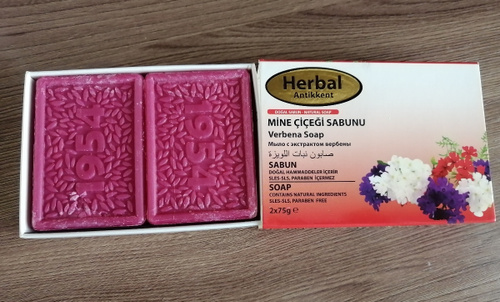 1954
1954
Herbal
Antikkent
DOĞAL SABUN - NATURAL SOAP
MİNE ÇİÇEĞİ SABUNU
Verbena Soap
Мыло с экстрактом вербены
صابون نبات اللويزة
SABUN
DOĞAL HAMMADDELER İÇERİR
SLES-SLS, PARABEN İÇERMEZ
SOAP
CONTAINS NATURAL INGREDIENTS
SLES-SLS, PARABEN FREE
2x75g ℮